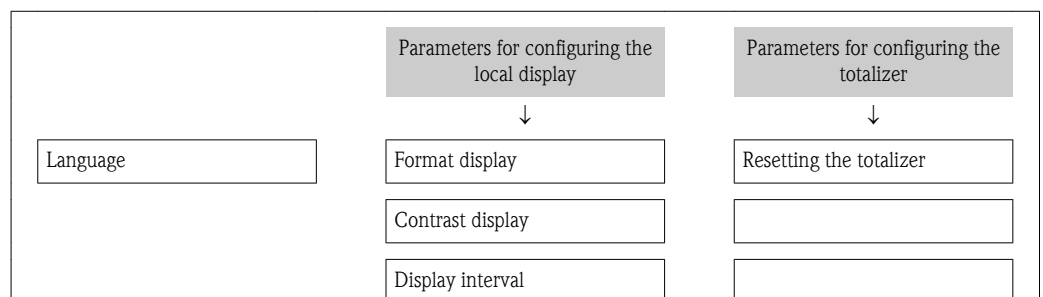 Parameters for configuring the
local display
Parameters for configuring the
totalizer
↓ ↓
Language Format display Resetting the totalizer
Contrast display
Display interval